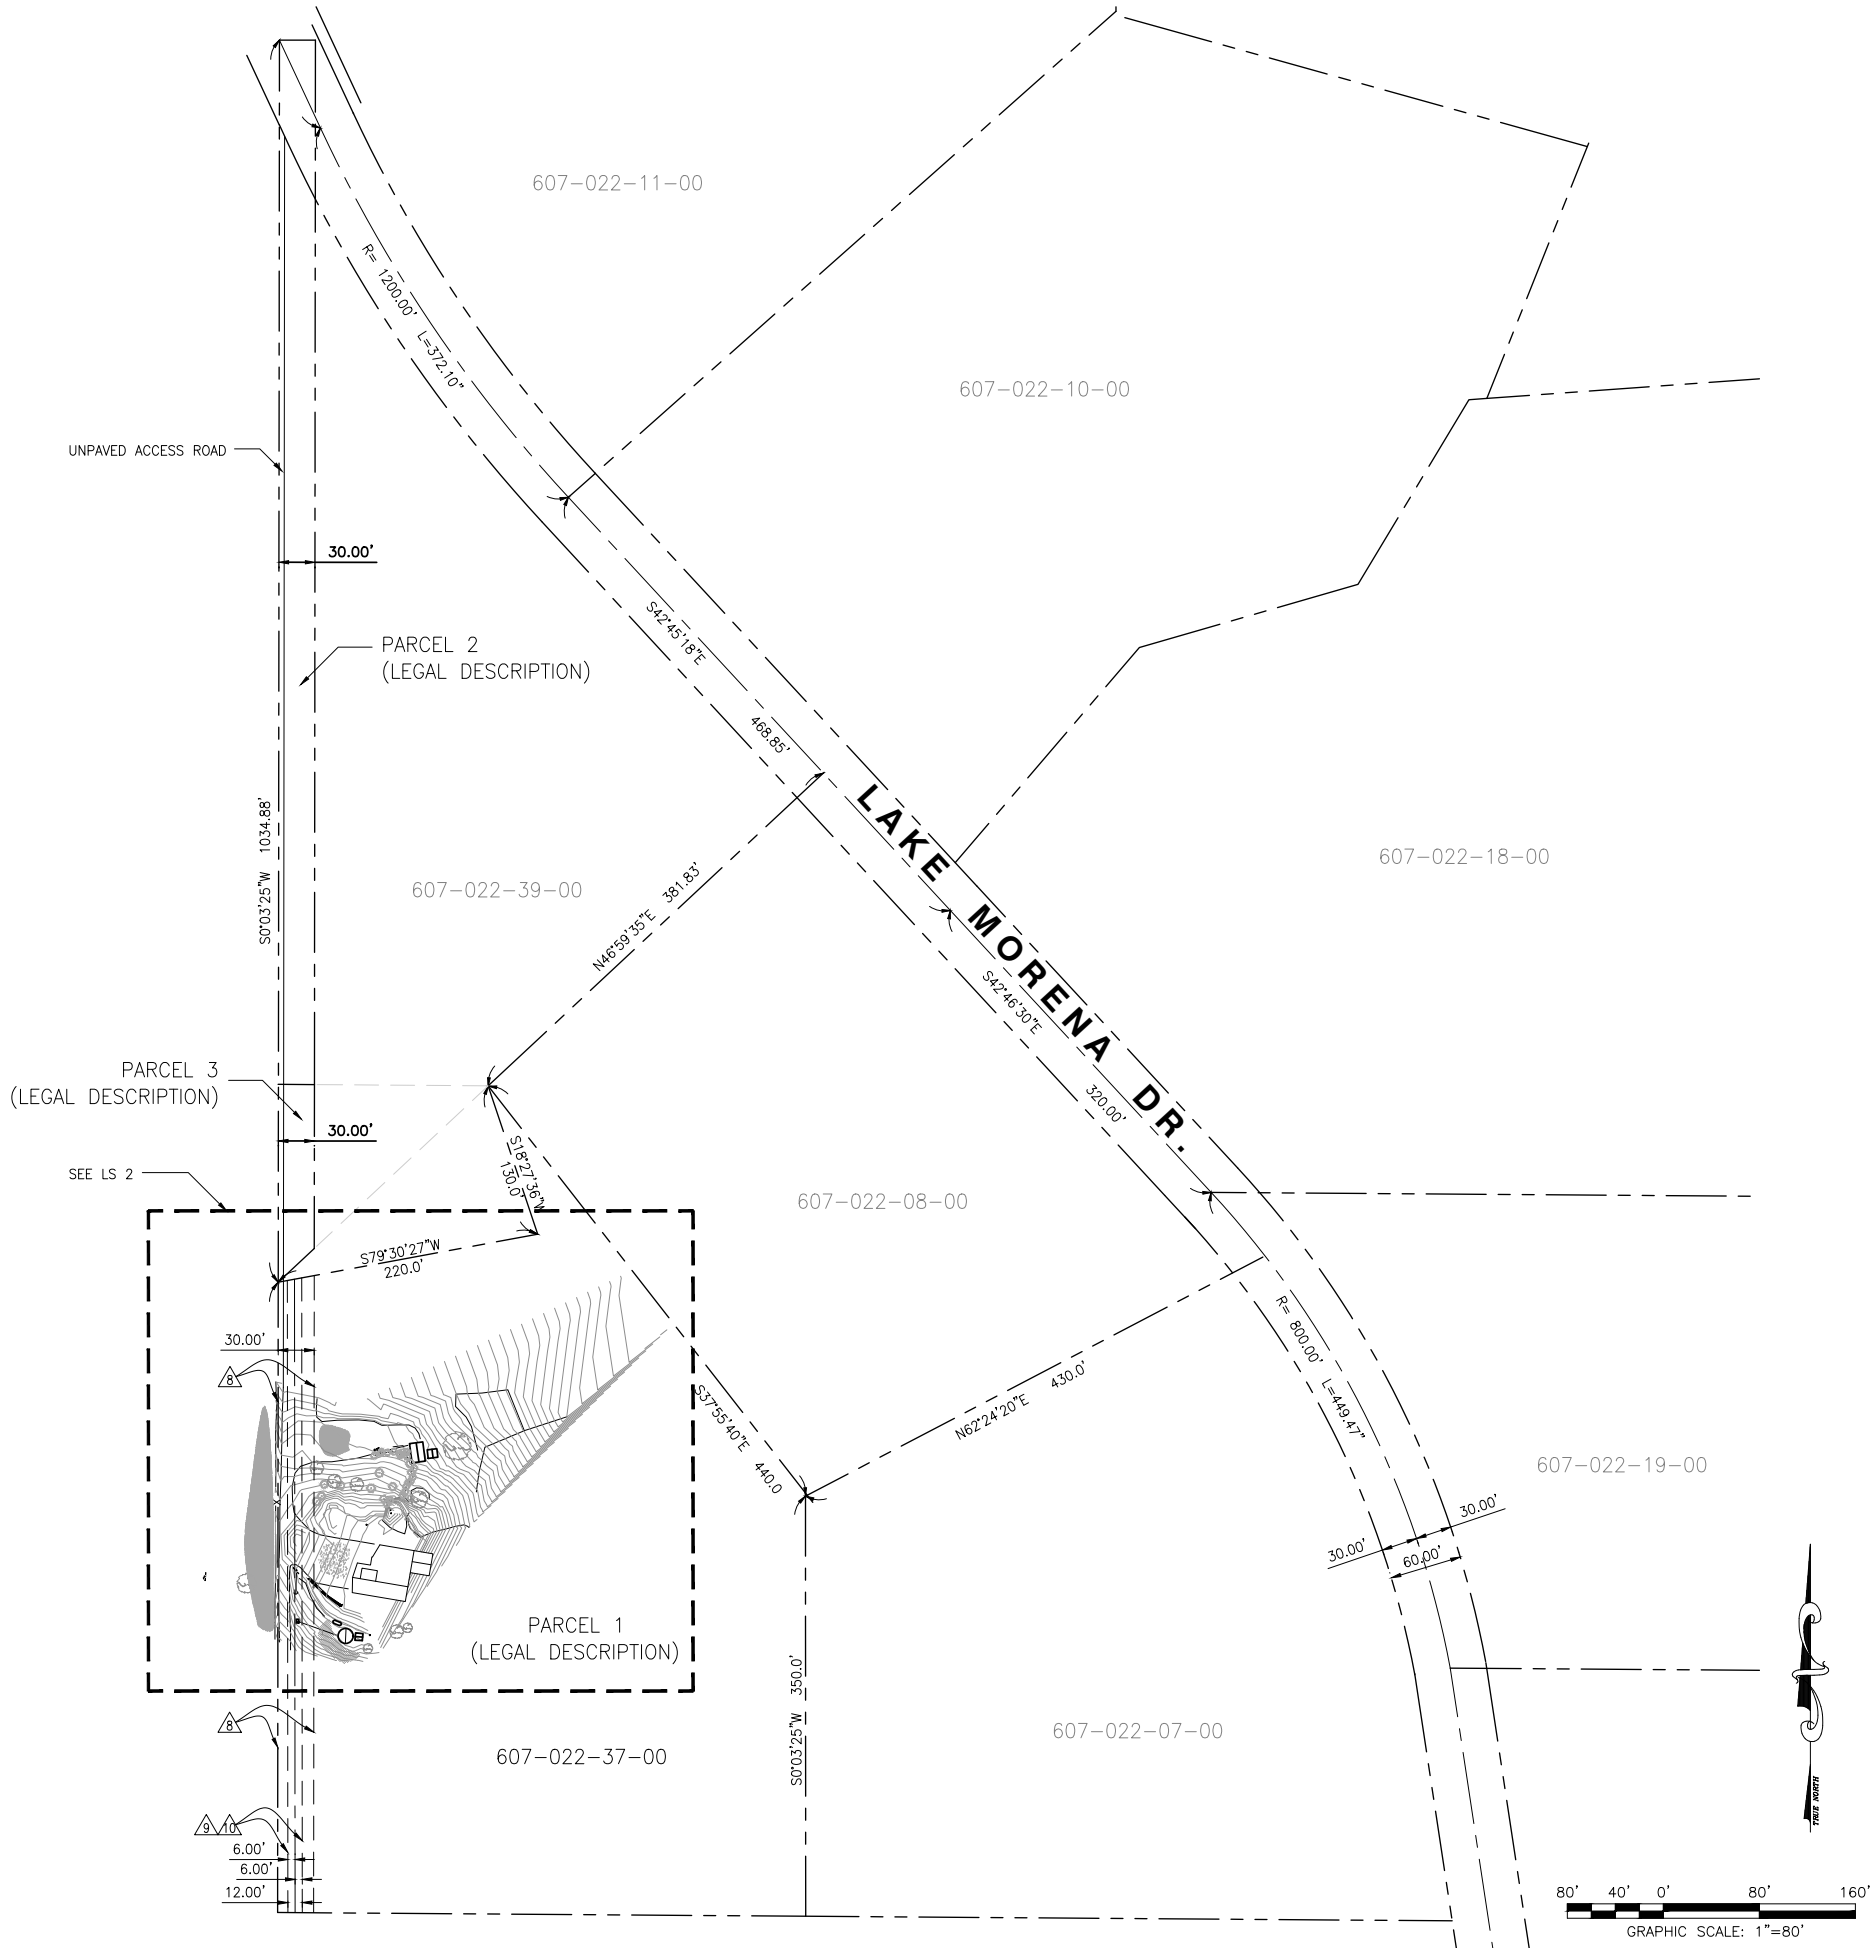 607-022-11-00
R= 1200.00' L=372.10"
607-022-10-00
UNPAVED ACCESS ROAD
30.00'
S42°45'18"E
468.85'
PARCEL 2
(LEGAL DESCRIPTION)
S0°03'25"W 1034.88'
LAKE MORENA DR.
607-022-18-00
607-022-39-00
N46°59'35"E 381.83'
S42°46'30"E
320.00'
PARCEL 3
(LEGAL DESCRIPTION)
30.00'
SEE LS 2
S18°27'36"W
130.0'
607-022-08-00
S79°30'27"W
220.0'
30.00'
8
R= 800.00' L=449.47"
S37°55'40"E 440.0
N62°24'20"E 430.0'
607-022-19-00
30.00'
30.00'
60.00'
PARCEL 1
(LEGAL DESCRIPTION)
S0°03'25"W 350.0'
8
607-022-37-00
607-022-07-00
9 10
6.00'
6.00'
12.00'
TRUE NORTH
80' 40' 0' 80' 160'
GRAPHIC SCALE: 1"=80'